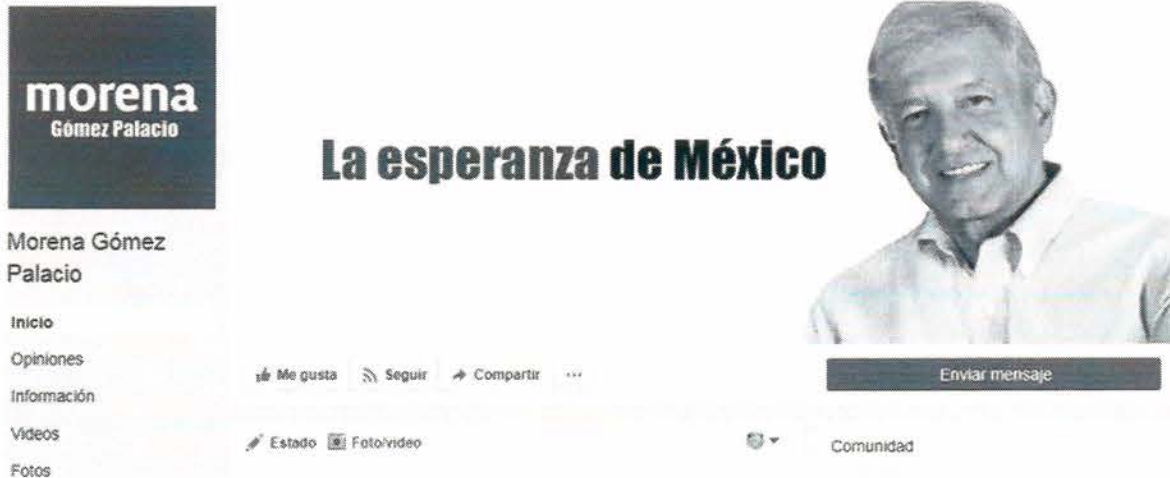 morena
Gómez Palacio
La esperanza de México
Morena Gómez
Palacio
Inicio
Opiniones
Información
Videos
Fotos
Me gusta
Seguir
Compartir
...
Enviar mensaje
Estado
Foto/video
Comunidad